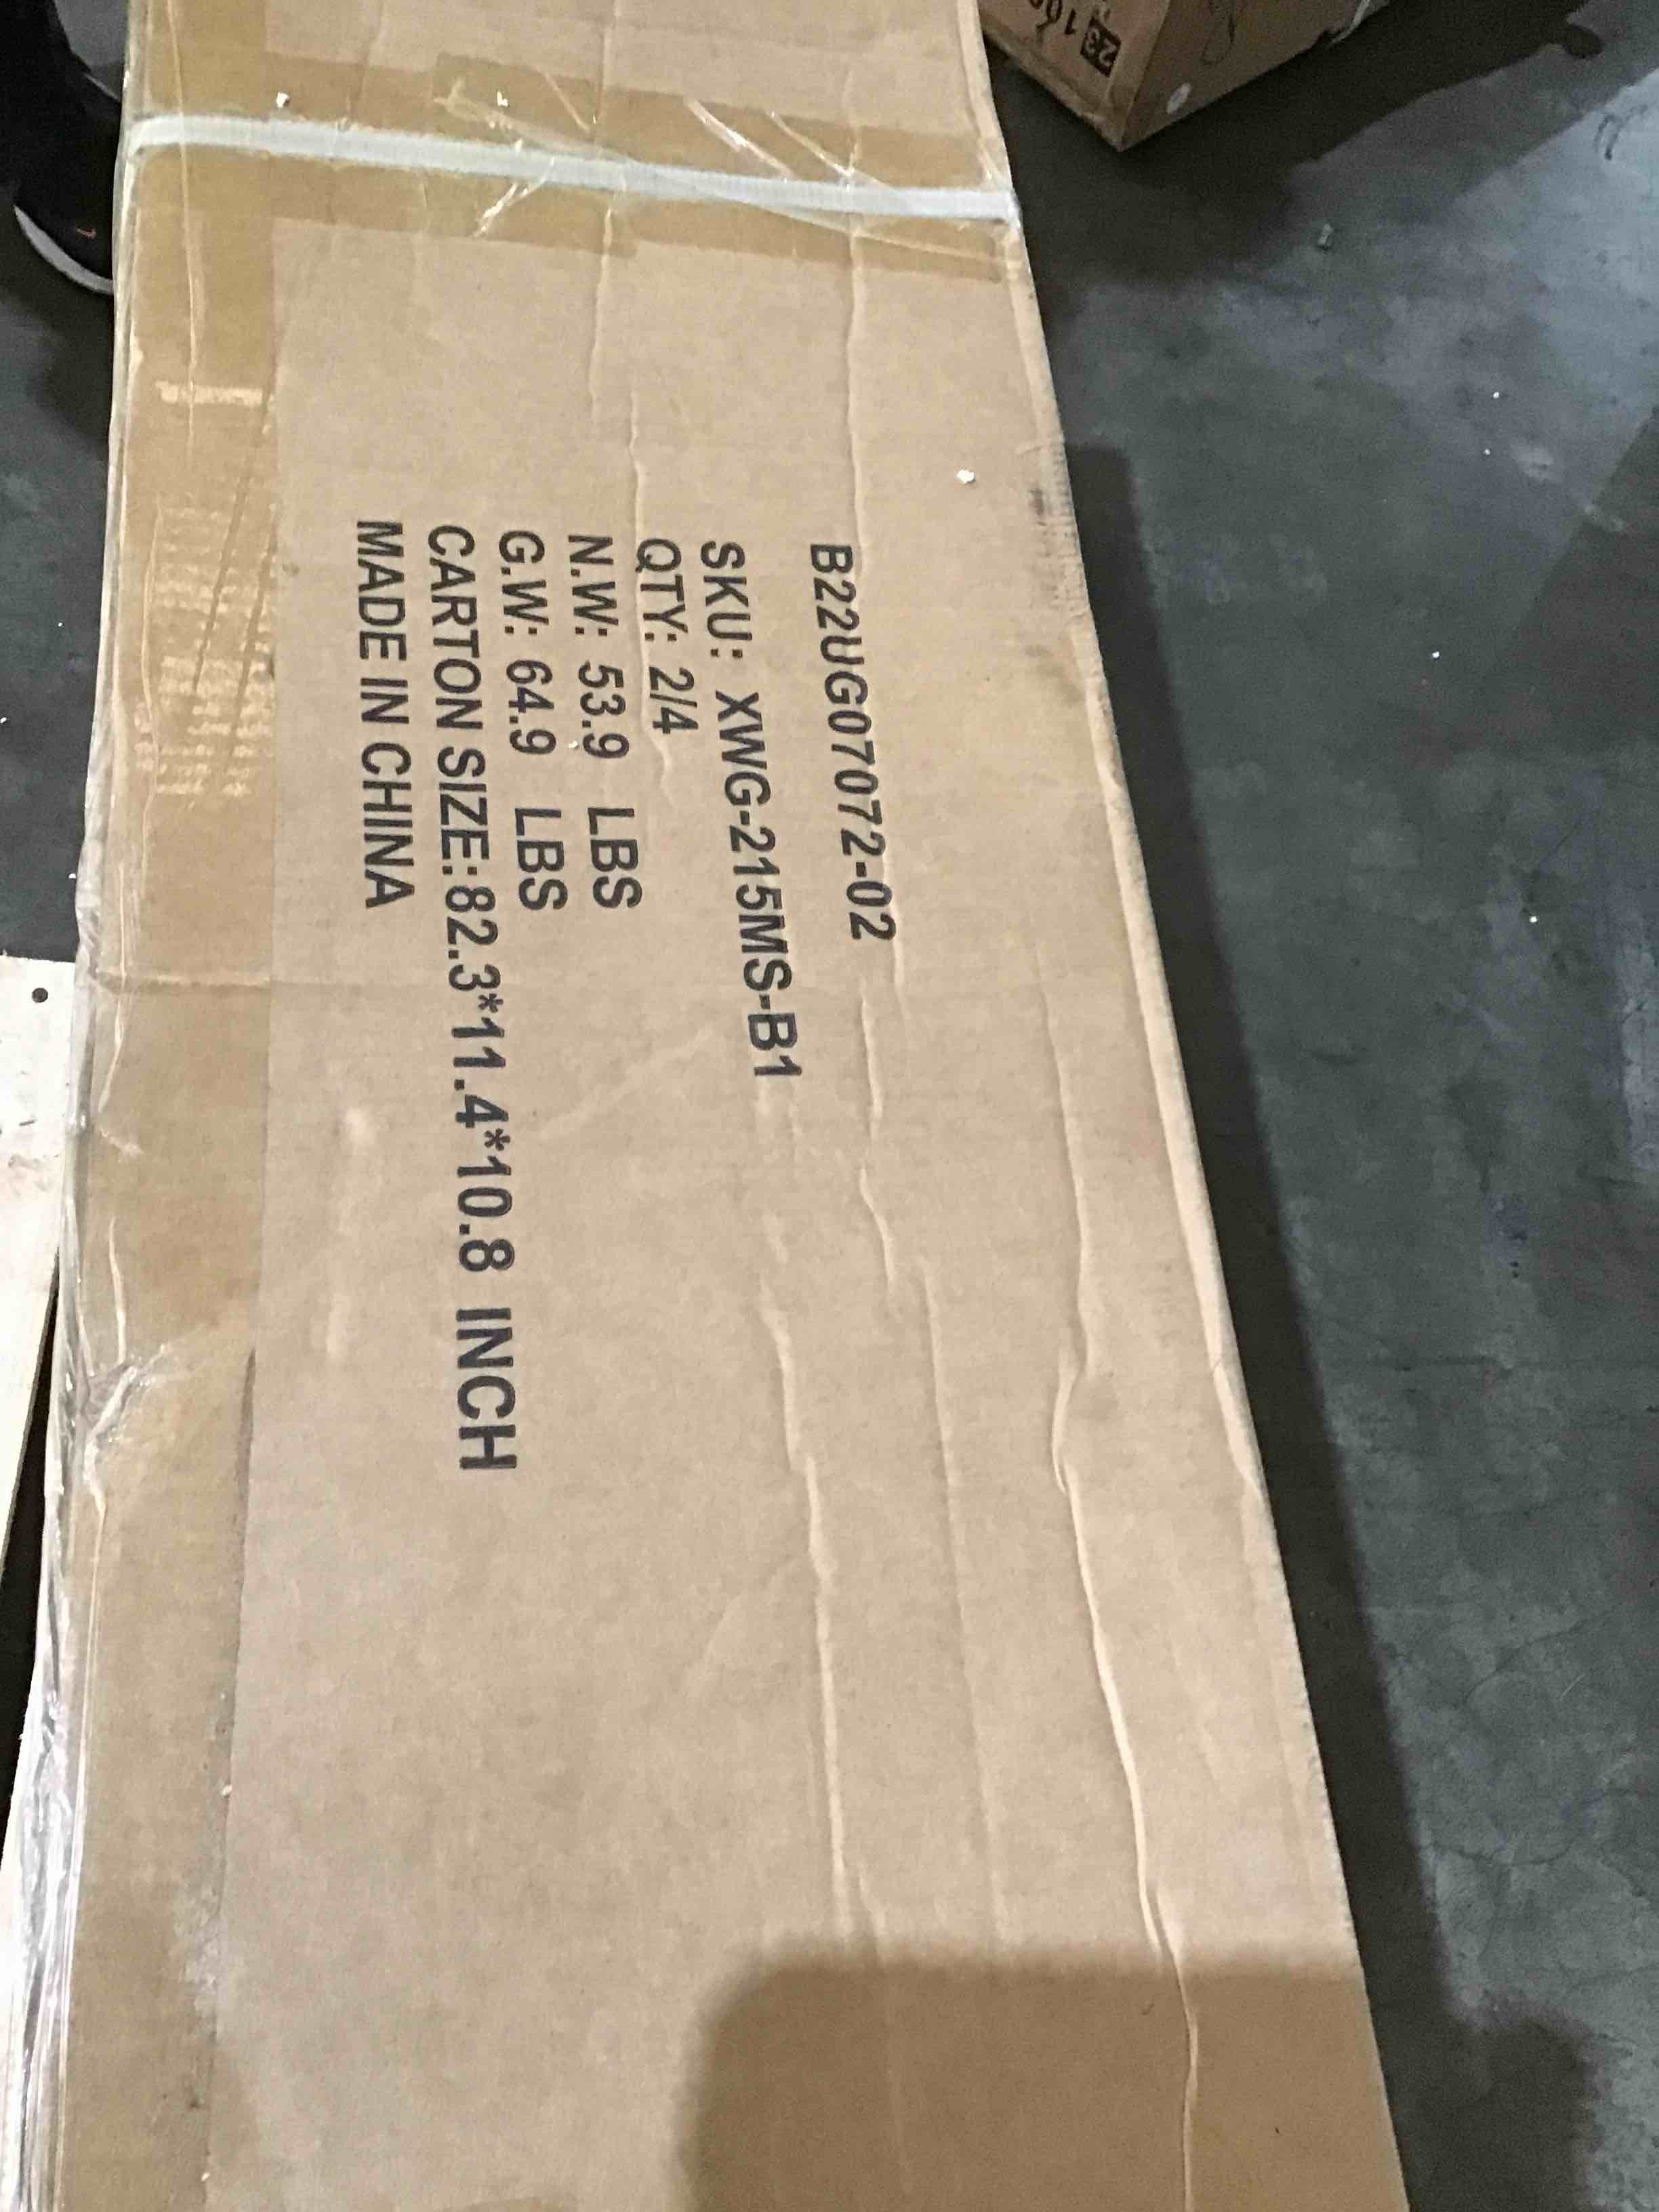 B22UG07072-02
SKU: XWG-215MS-B1
QTY: 2/4
N.W: 53.9 LBS
G.W: 64.9 LBS
CARTON SIZE:82.3*11.4*10.8 INCH
MADE IN CHINA